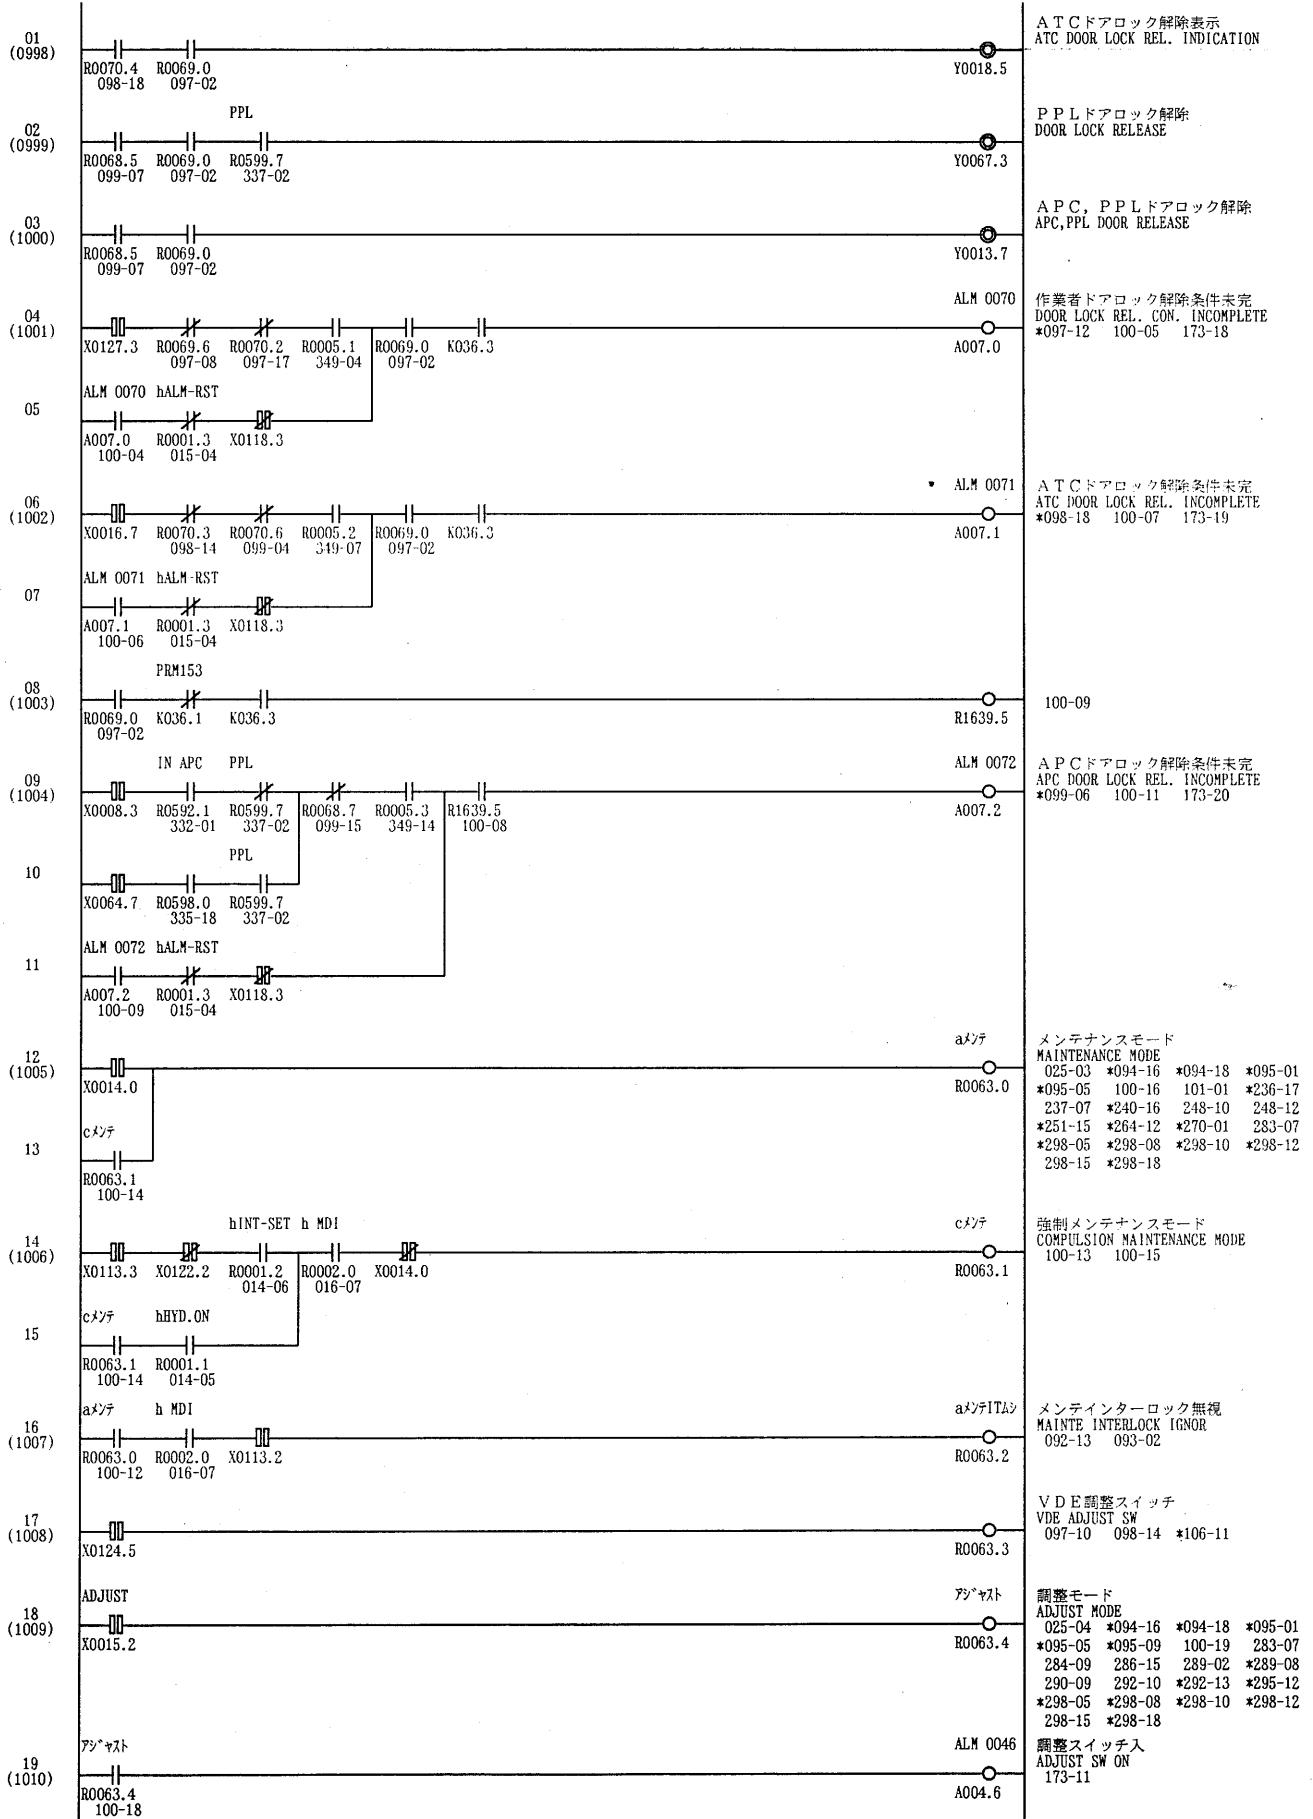 ATCドアロック解除表示
01 ATC DOOR LOCK REL. INDICATION
(0998)
R0070.4 R0069.0 Y0018.5
098-18 097-02
PPL PPLドアロック解除
02 DOOR LOCK RELEASE
(0999)
R0068.5 R0069.0 R0599.7 Y0067.3
099-07 097-02 337-02
APC, PPLドアロック解除
03 APC,PPL DOOR RELEASE
(1000)
R0068.5 R0069.0 Y0013.7
099-07 097-02
ALM 0070 作業者ドアロック解除条件未完
04 DOOR LOCK REL. CON. INCOMPLETE
(1001) *097-12 100-05 173-18
X0127.3 R0069.6 R0070.2 R0005.1 R0069.0 K036.3 A007.0
097-08 097-17 349-04 097-02
ALM 0070 hALM-RST
05
A007.0 R0001.3 X0118.3
100-04 015-04
ALM 0071 ATCドアロック解除条件未完
06 ATC DOOR LOCK REL. INCOMPLETE
(1002) *098-18 100-07 173-19
X0016.7 R0070.3 R0070.6 R0005.2 R0069.0 K036.3 A007.1
098-14 099-04 349-07 097-02
ALM 0071 hALM-RST
07
A007.1 R0001.3 X0118.3
100-06 015-04
PRM153
08
(1003) 100-09
R0069.0 K036.1 K036.3 R1639.5
097-02
IN APC PPL ALM 0072 APCドアロック解除条件未完
09 APC DOOR LOCK REL. INCOMPLETE
(1004) *099-06 100-11 173-20
X0008.3 R0592.1 R0599.7 R0068.7 R0005.3 R1639.5 A007.2
332-01 337-02 099-15 349-14 100-08
PPL
10
X0064.7 R0598.0 R0599.7
335-18 337-02
ALM 0072 hALM-RST
11
A007.2 R0001.3 X0118.3
100-09 015-04
aメンテ メンテナンスモード
12 MAINTENANCE MODE
(1005) 025-03 *094-16 *094-18 *095-01
X0014.0 R0063.0 *095-05 100-16 101-01 *236-17
237-07 *240-16 248-10 248-12
cメンテ *251-15 *264-12 *270-01 283-07
13 *298-05 *298-08 *298-10 *298-12
298-15 *298-18
R0063.1
100-14
hINT-SET h MDI cメンテ 強制メンテナンスモード
14 COMPULSION MAINTENANCE MODE
(1006) 100-13 100-15
X0113.3 X0122.2 R0001.2 R0002.0 X0014.0 R0063.1
014-06 016-07
cメンテ hHYD.ON
15
R0063.1 R0001.1
100-14 014-05
aメンテ h MDI aメンテITムシ メンテインターロック無視
16 MAINTE INTERLOCK IGNOR
(1007) 092-13 093-02
R0063.0 R0002.0 X0113.2 R0063.2
100-12 016-07
VDE調整スイッチ
17 VDE ADJUST SW
(1008) 097-10 098-14 *106-11
X0124.5 R0063.3
ADJUST アジャスト 調整モード
18 ADJUST MODE
(1009) 025-04 *094-16 *094-18 *095-01
X0015.2 R0063.4 *095-05 *095-09 100-19 283-07
284-09 286-15 289-02 *289-08
290-09 292-10 *292-13 *295-12
*298-05 *298-08 *298-10 *298-12
298-15 *298-18
アジャスト ALM 0046 調整スイッチ入
19 ADJUST SW ON
(1010) 173-11
R0063.4 A004.6
100-18